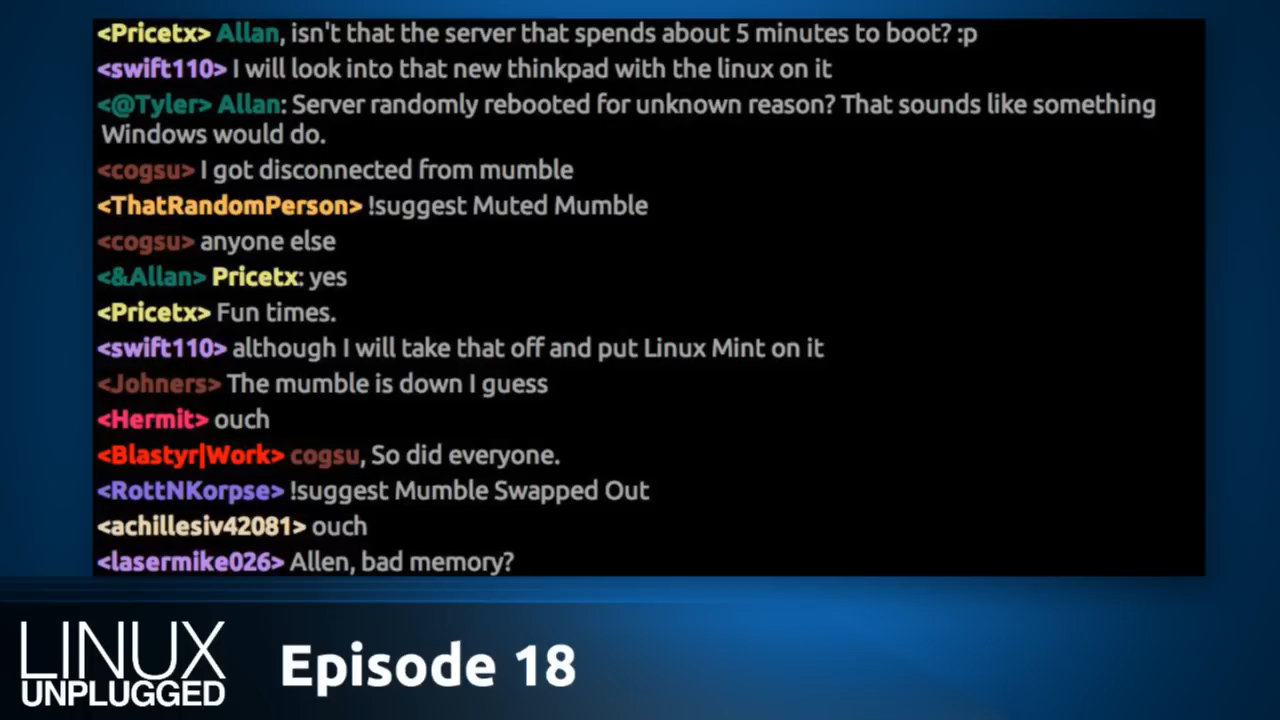 <Pricetx> Allan, isn't that the server that spends about 5 minutes to boot? :p
<swift110> I will look into that new thinkpad with the linux on it
<@Tyler> Allan: Server randomly rebooted for unknown reason? That sounds like something
Windows would do.
<cogsu> I got disconnected from mumble
<ThatRandomPerson> !suggest Muted Mumble
<cogsu> anyone else
<&Allan> Pricetx: yes
<Pricetx> Fun times.
<swift110> although I will take that off and put Linux Mint on it
<Johners> The mumble is down I guess
<Hermit> ouch
<Blastyr|Work> cogsu, So did everyone.
<RottNKorpse> !suggest Mumble Swapped Out
<achillesiv42081> ouch
<lasermike026> Allen, bad memory?
LINUX
UNPLUGGED
Episode 18